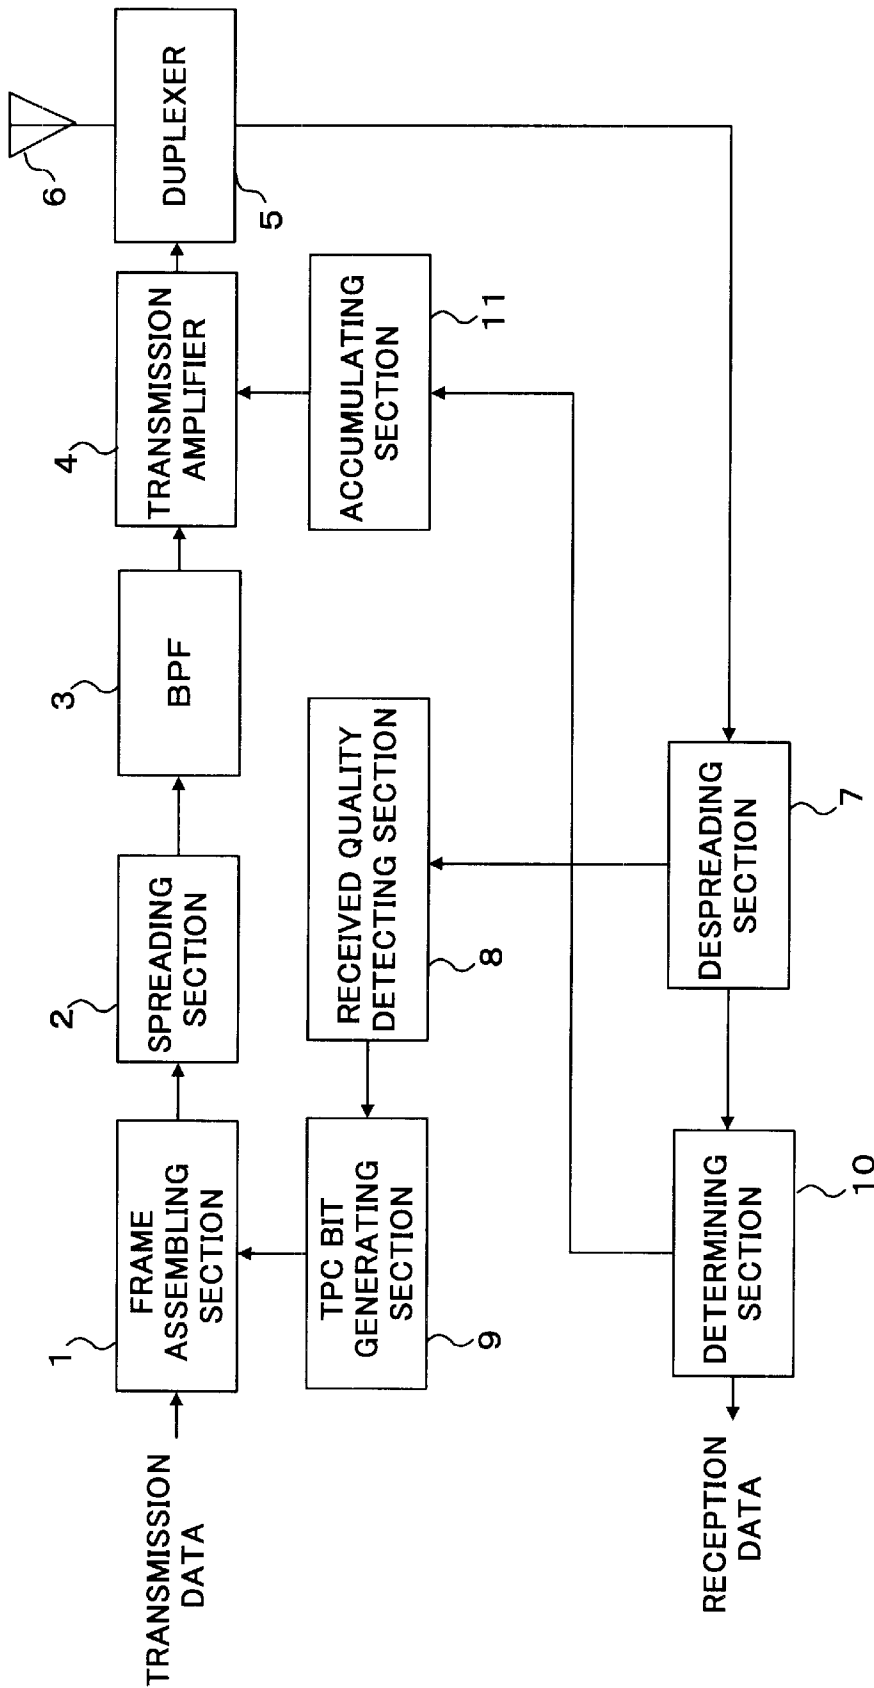 TRANSMISSION
DATA
1
FRAME
ASSEMBLING
SECTION
2
SPREADING
SECTION
3
BPF
4
TRANSMISSION
AMPLIFIER
6
DUPLEXER
5
TPC BIT
GENERATING
SECTION
9
RECEIVED QUALITY
DETECTING SECTION
8
ACCUMULATING
SECTION
11
RECEPTION
DATA
DETERMINING
SECTION
10
DESPREADING
SECTION
7